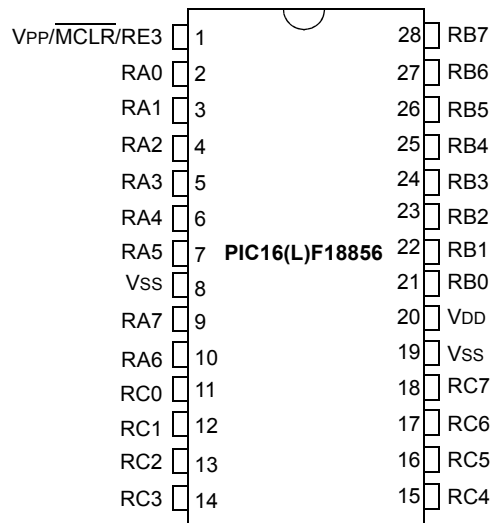 VPP/MCLR/RE3 1 28 RB7
RA0 2 27 RB6
RA1 3 26 RB5
RA2 4 25 RB4
RA3 5 24 RB3
RA4 6 23 RB2
RA5 7 PIC16(L)F18856 22 RB1
VSS 8 21 RB0
RA7 9 20 VDD
RA6 10 19 VSS
RC0 11 18 RC7
RC1 12 17 RC6
RC2 13 16 RC5
RC3 14 15 RC4